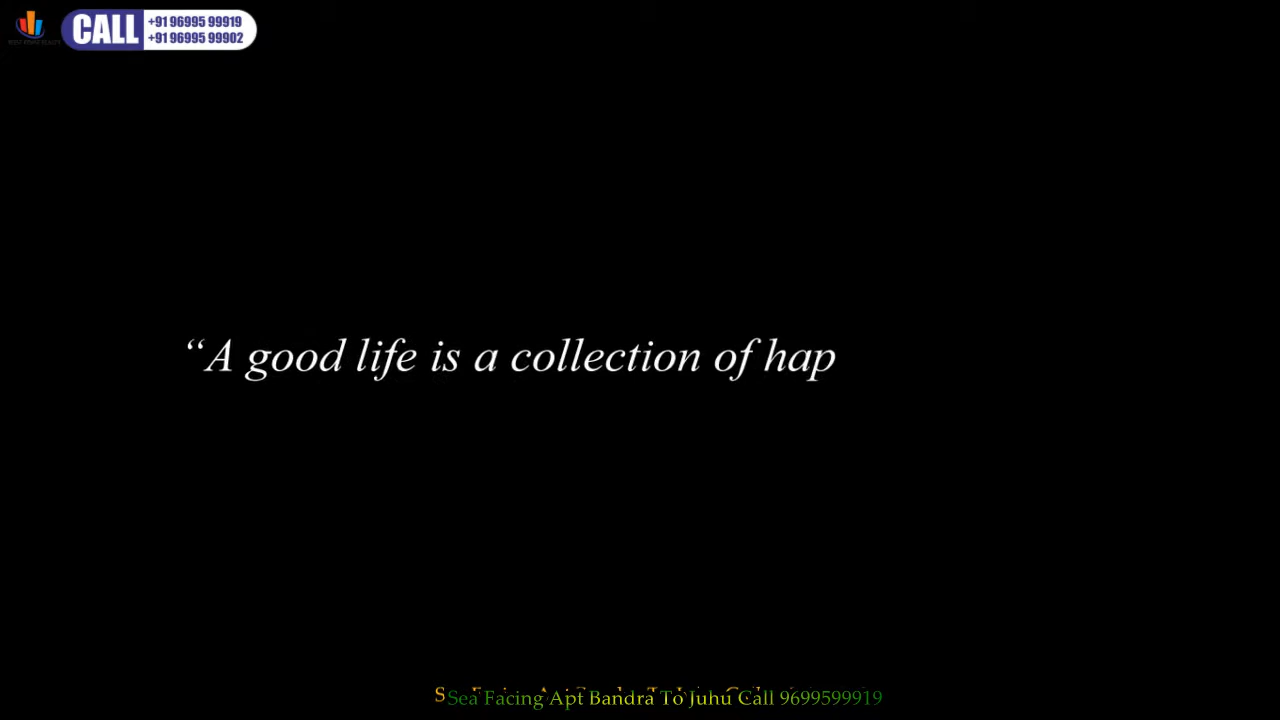 CALL
+91 96995 99919
+91 96995 99902
“A good life is a collection of hap
Sea Facing Apt Bandra To Juhu Call 9699599919